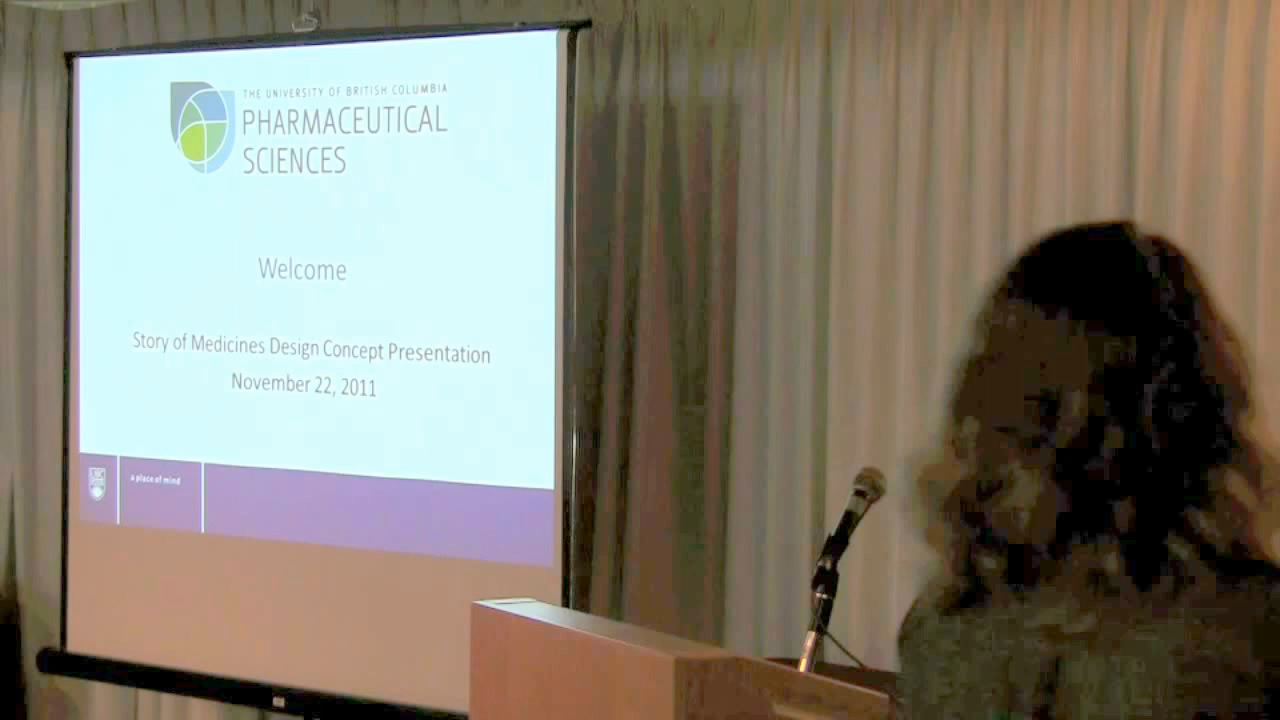 THE UNIVERSITY OF BRITISH COLUMBIA
PHARMACEUTICAL
SCIENCES
Welcome
Story of Medicines Design Concept Presentation
November 22, 2011
UBC
a place of mind